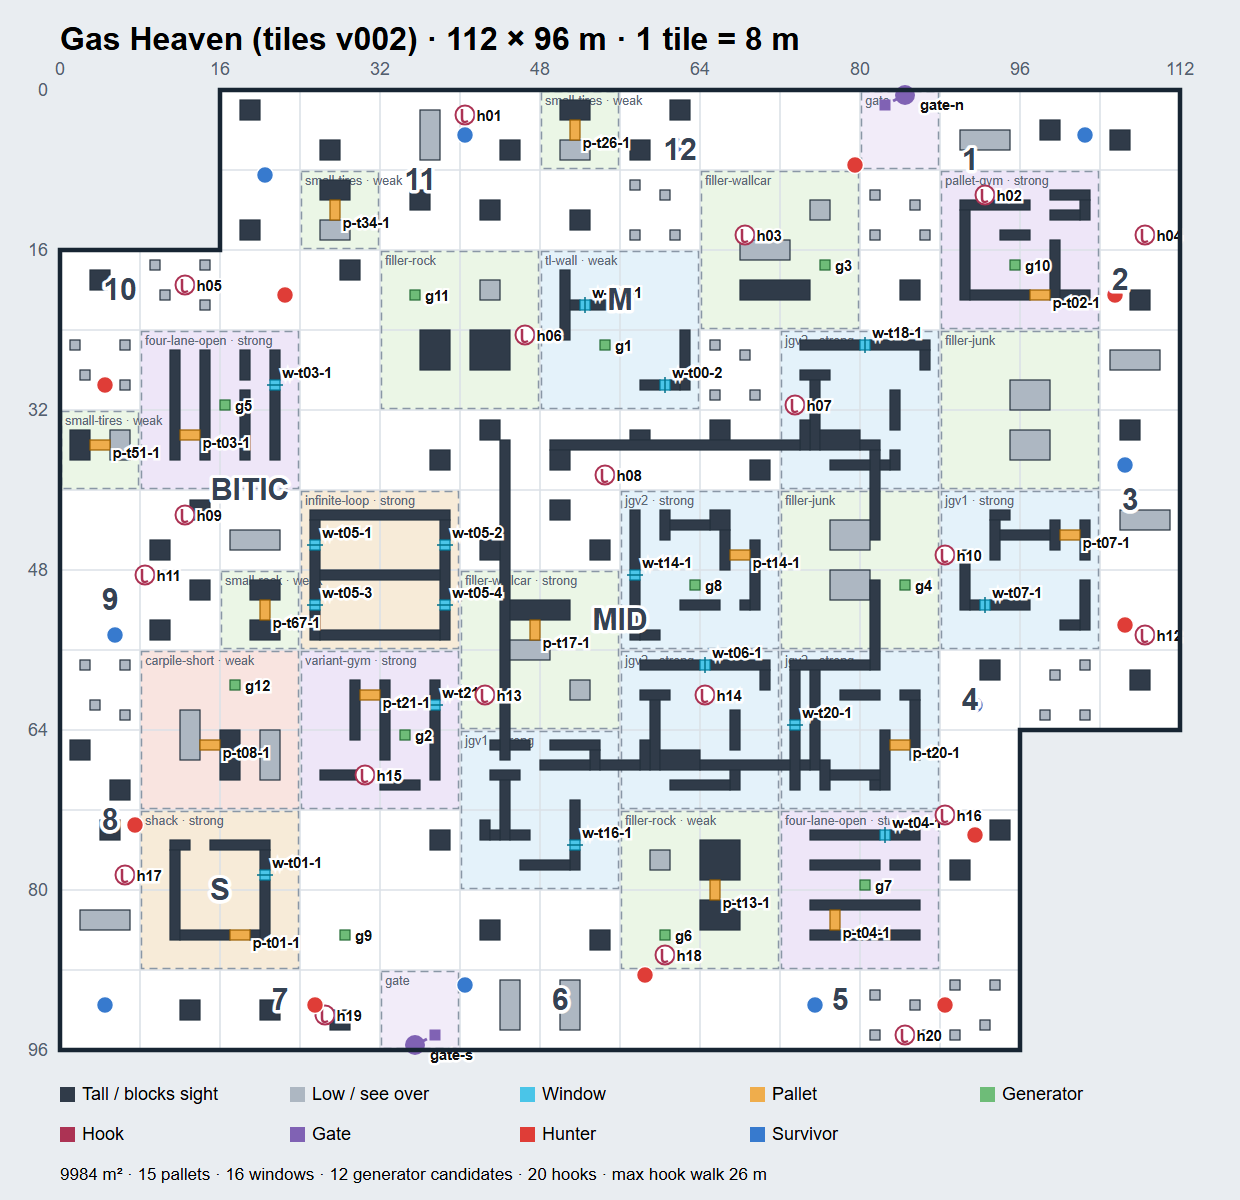 Gas Heaven (tiles v002) · 112 × 96 m · 1 tile = 8 m
0 16 32 48 64 80 96 112
0
small-tires · weak
gate
gate-n
h01
p-t26-1
12
1
small-tires · weak
11
filler-wallcar
pallet-gym · strong
h02
p-t34-1
h03
h04
16
filler-rock
tl-wall · weak
10
h05
g3
g10
2
g11
M
p-t02-1
four-lane-open · strong
h06
g1
w-t18-1
filler-junk
w-t03-1
w-t00-2
32
g5
h07
small-tires · weak
p-t51-1
p-t03-1
h08
BITIC
infinite-loop · strong
jgv2 · strong
filler-junk
jgv1 · strong
3
h09
w-t05-1
w-t05-2
p-t07-1
48
h11
w-t14-1
p-t14-1
h10
small-rock · weak
filler-wallcar · strong
g8
g4
9
w-t05-3
w-t05-4
w-t07-1
p-t67-1
MID
h12
p-t17-1
carpile-short · weak
variant-gym · strong
jgv2 · strong
w-t06-1
g12
p-t21-1
h13
h14
4
w-t20-1
64
g2
jgv1
p-t08-1
p-t20-1
h15
8
shack · strong
filler-rock · weak
four-lane-open
w-t04-1
h16
w-t16-1
w-t01-1
h17
80
S
g7
p-t13-1
p-t01-1
g9
g6
p-t04-1
h18
gate
7
6
5
h19
h20
96
gate-s
Tall / blocks sight
Low / see over
Window
Pallet
Generator
Hook
Gate
Hunter
Survivor
9984 m² · 15 pallets · 16 windows · 12 generator candidates · 20 hooks · max hook walk 26 m